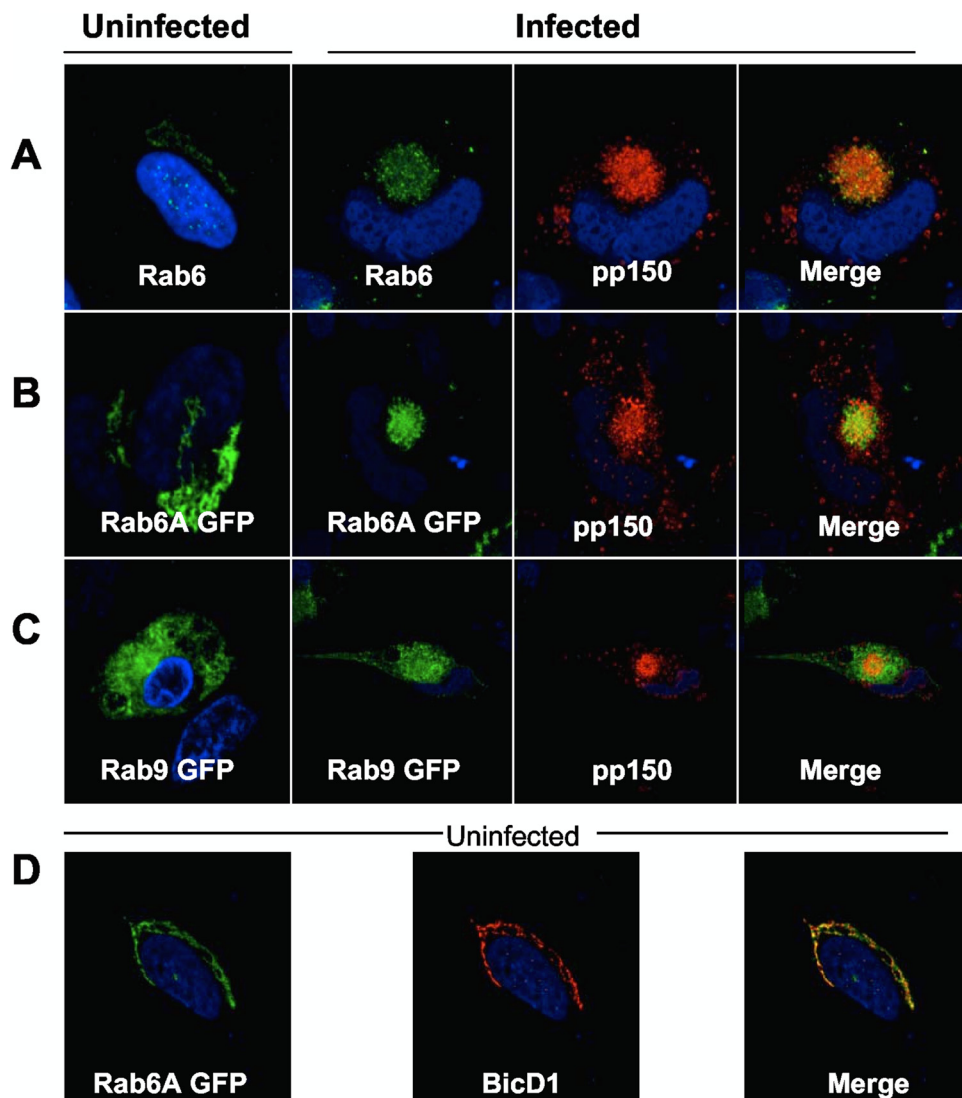 Uninfected
Infected
A
Rab6
Rab6
pp150
Merge
B
Rab6A GFP
Rab6A GFP
pp150
Merge
C
Rab9 GFP
Rab9 GFP
pp150
Merge
Uninfected
D
Rab6A GFP
BicD1
Merge